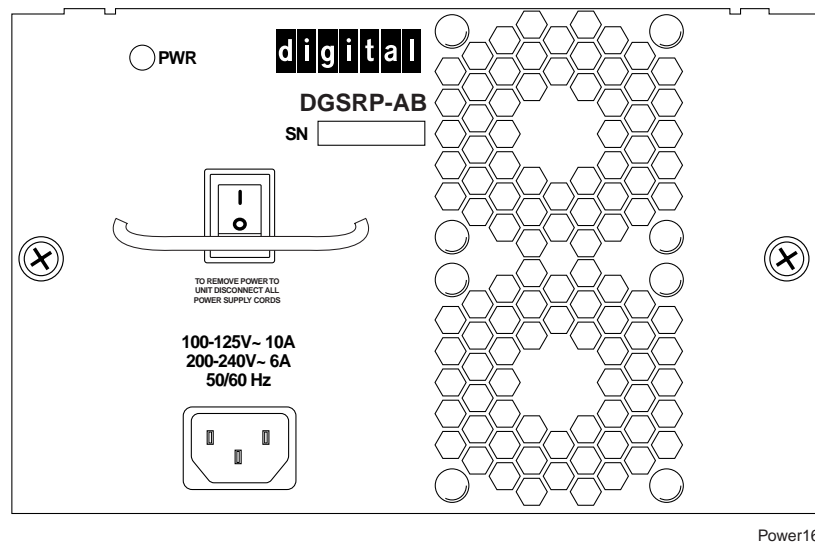 PWR
digital
DGSRP-AB
SN
I
O
TO REMOVE POWER TO
UNIT DISCONNECT ALL
POWER SUPPLY CORDS
100-125V~ 10A
200-240V~ 6A
50/60 Hz
Power16